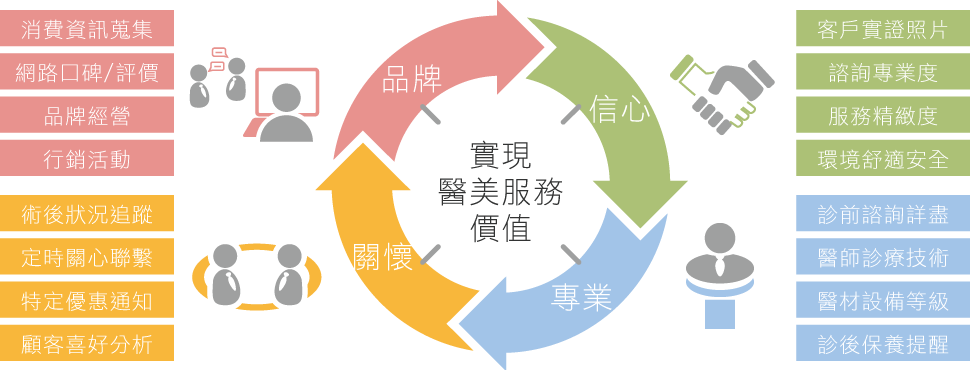 消費資訊蒐集
網路口碑/評價
品牌經營
行銷活動
術後狀況追蹤
定時關心聯繫
特定優惠通知
顧客喜好分析
品牌
信心
實現
醫美服務
價值
關懷
專業
客戶實證照片
諮詢專業度
服務精緻度
環境舒適安全
診前諮詢詳盡
醫師診療技術
醫材設備等級
診後保養提醒